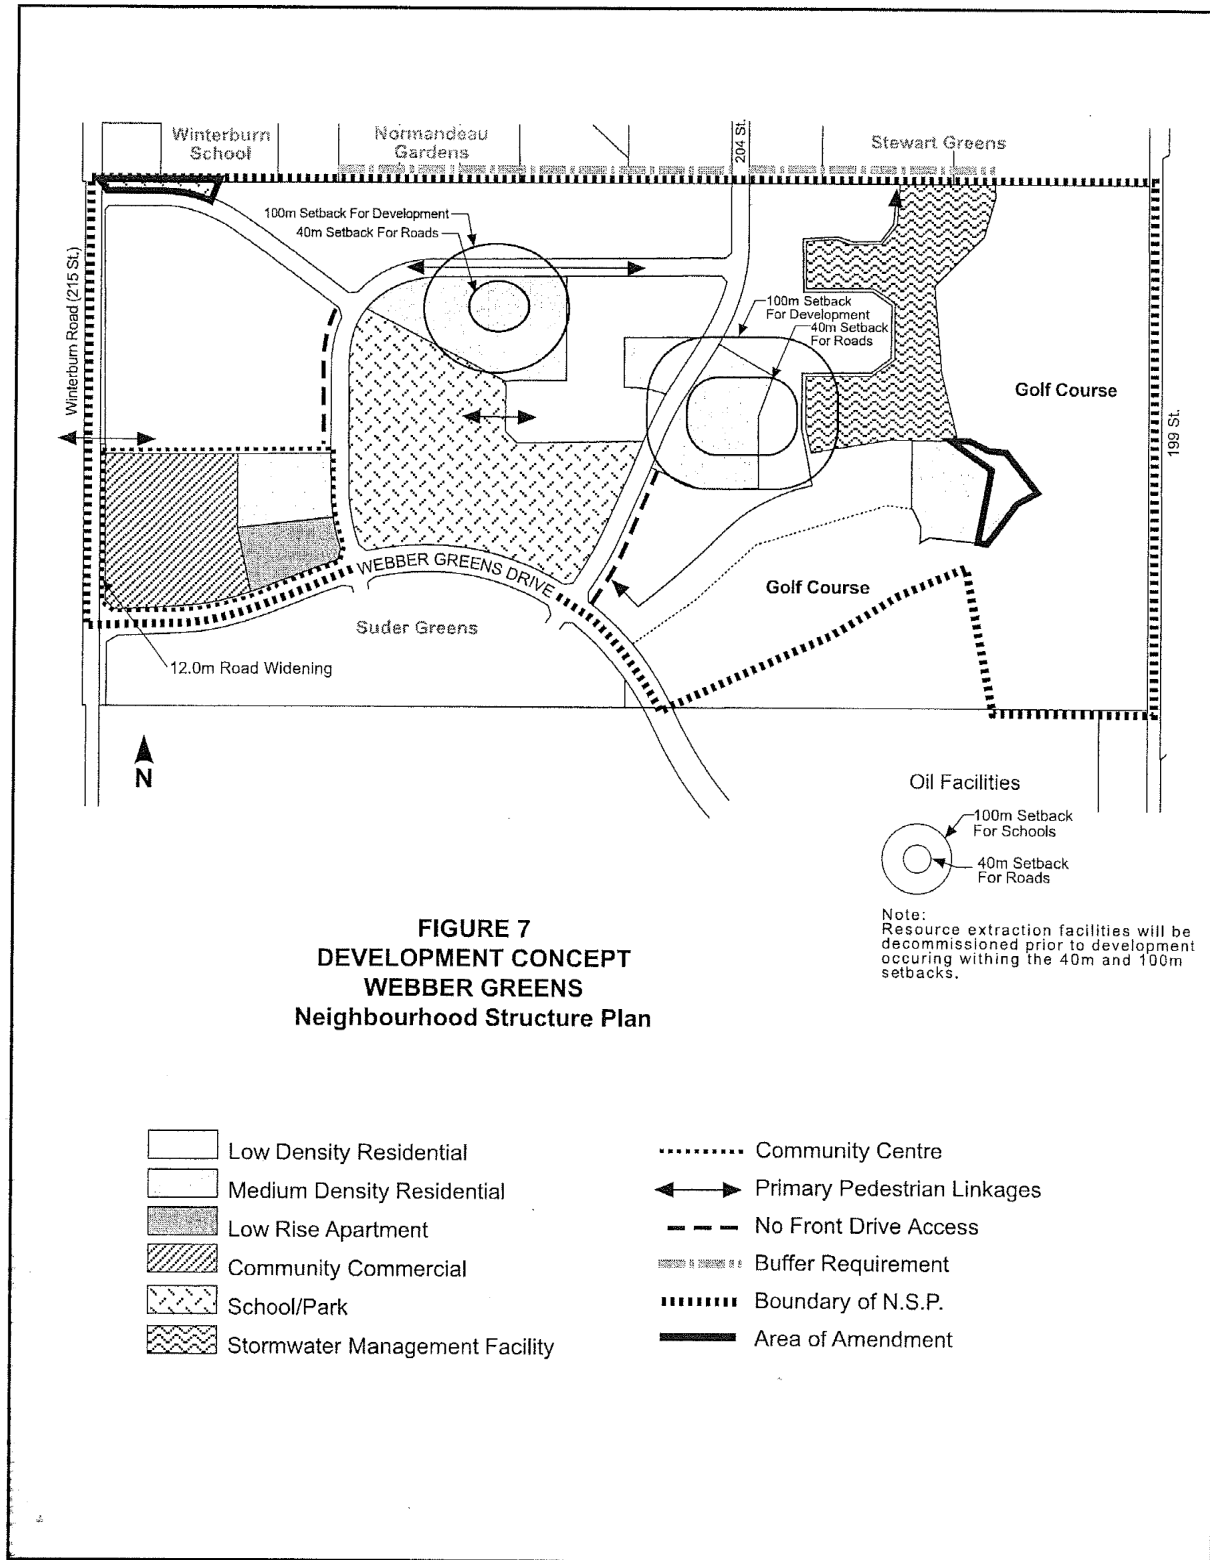 Winterburn
School
Normandeau
Gardens
204 St.
Stewart Greens
100m Setback For Development
40m Setback For Roads
Winterburn Road (215 St.)
100m Setback
For Development
40m Setback
For Roads
Golf Course
199 St.
WEBBER GREENS DRIVE
Golf Course
Suder Greens
12.0m Road Widening
N
Oil Facilities
100m Setback
For Schools
40m Setback
For Roads
Note:
Resource extraction facilities will be
decommissioned prior to development
occuring withing the 40m and 100m
setbacks.
FIGURE 7
DEVELOPMENT CONCEPT
WEBBER GREENS
Neighbourhood Structure Plan
Low Density Residential
Medium Density Residential
Low Rise Apartment
Community Commercial
School/Park
Stormwater Management Facility
Community Centre
Primary Pedestrian Linkages
No Front Drive Access
Buffer Requirement
Boundary of N.S.P.
Area of Amendment